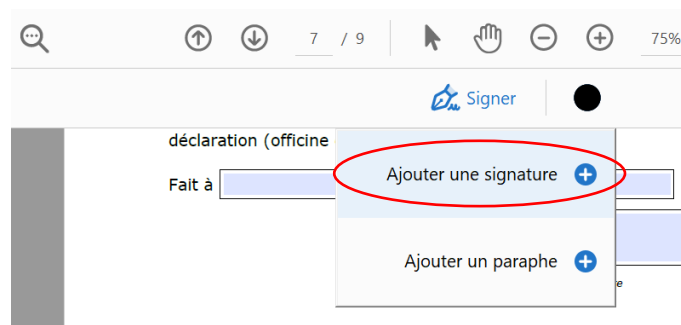 7 / 9 75%
Signer
déclaration (officine
Ajouter une signature
Fait à
Ajouter un paraphe